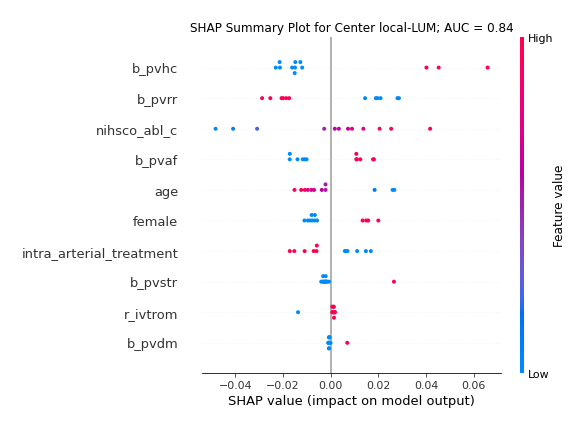 SHAP Summary Plot for Center local-LUM; AUC = 0.84
High
b_pvhc
b_pvrr
nihsco_abl_c
b_pvaf
age
female
intra_arterial_treatment
b_pvstr
r_ivtrom
b_pvdm
Feature value
Low
−0.04 −0.02 0.00 0.02 0.04 0.06
SHAP value (impact on model output)